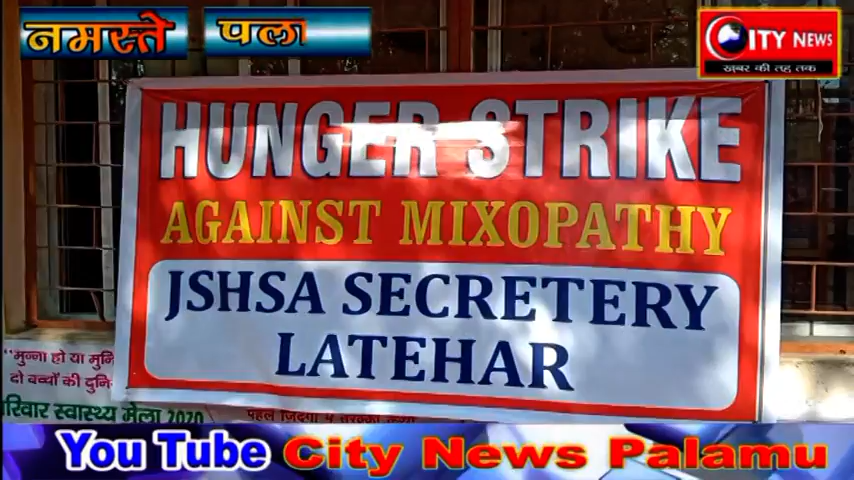 नमस्ते पला
CITY NEWS
ख़बर की तह तक
HUNGER STRIKE
AGAINST MIXOPATHY
JSHSA SECRETERY
LATEHAR
"मुन्ना हो या मुनि
दो बच्चों की दुनि
रिवार स्वास्थ्य मेला 2020
You Tube City News Palamu